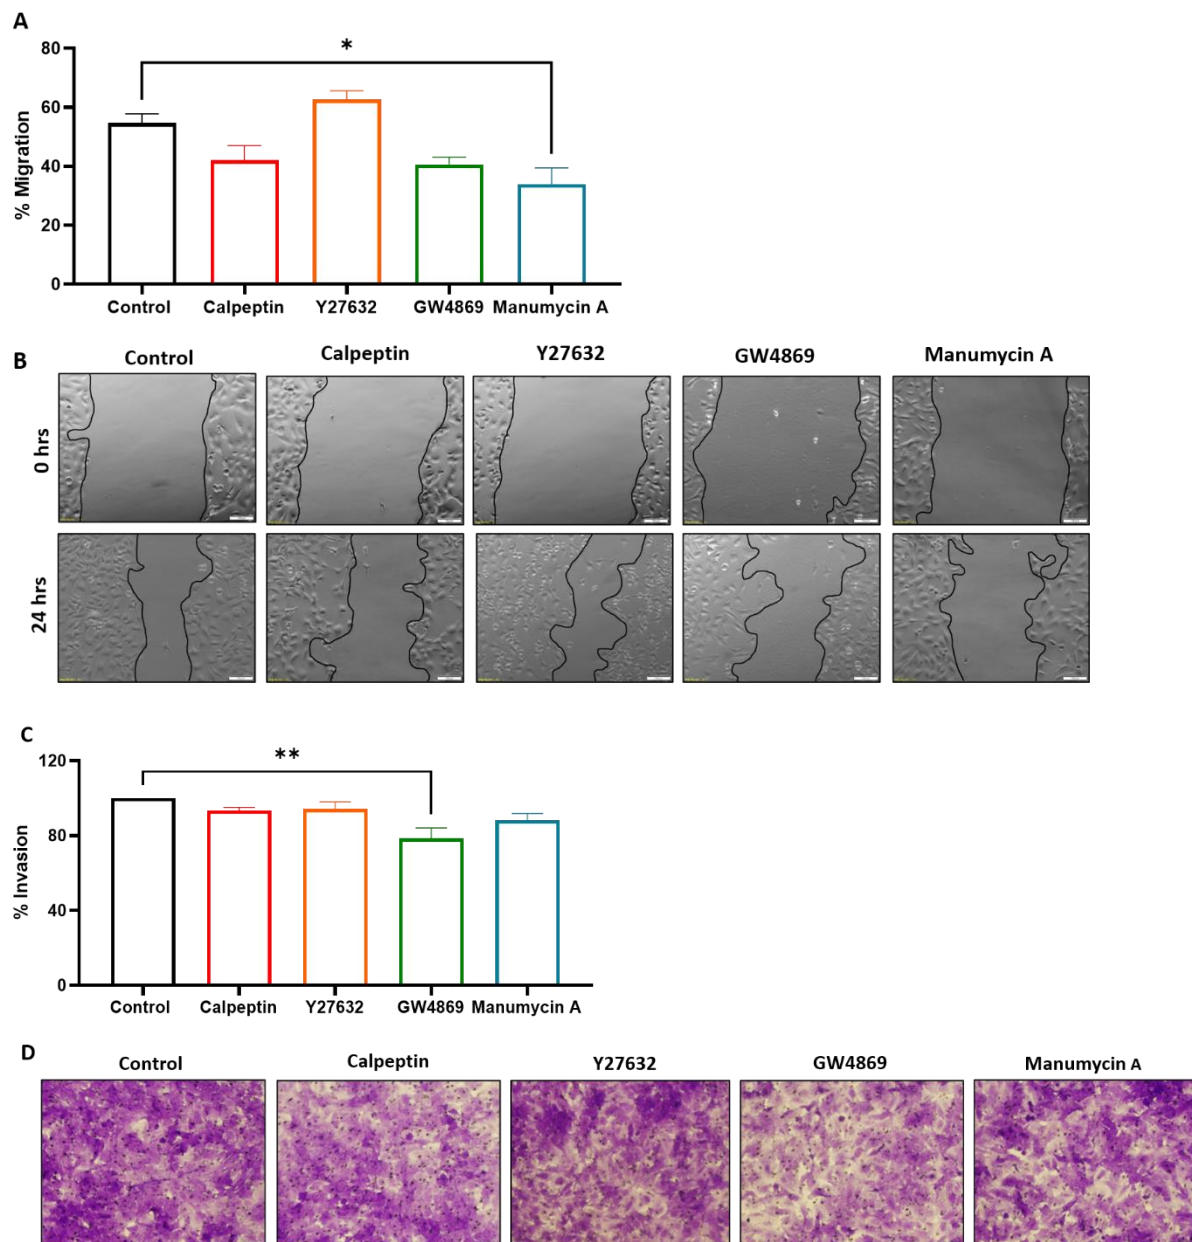 A
80
60
40
20
0
% Migration
*
Control Calpeptin Y27632 GW4869 Manumycin A
B
Control Calpeptin Y27632 GW4869 Manumycin A
0 hrs
24 hrs
C
120
80
40
0
% Invasion
**
Control Calpeptin Y27632 GW4869 Manumycin A
D
Control Calpeptin Y27632 GW4869 Manumycin A